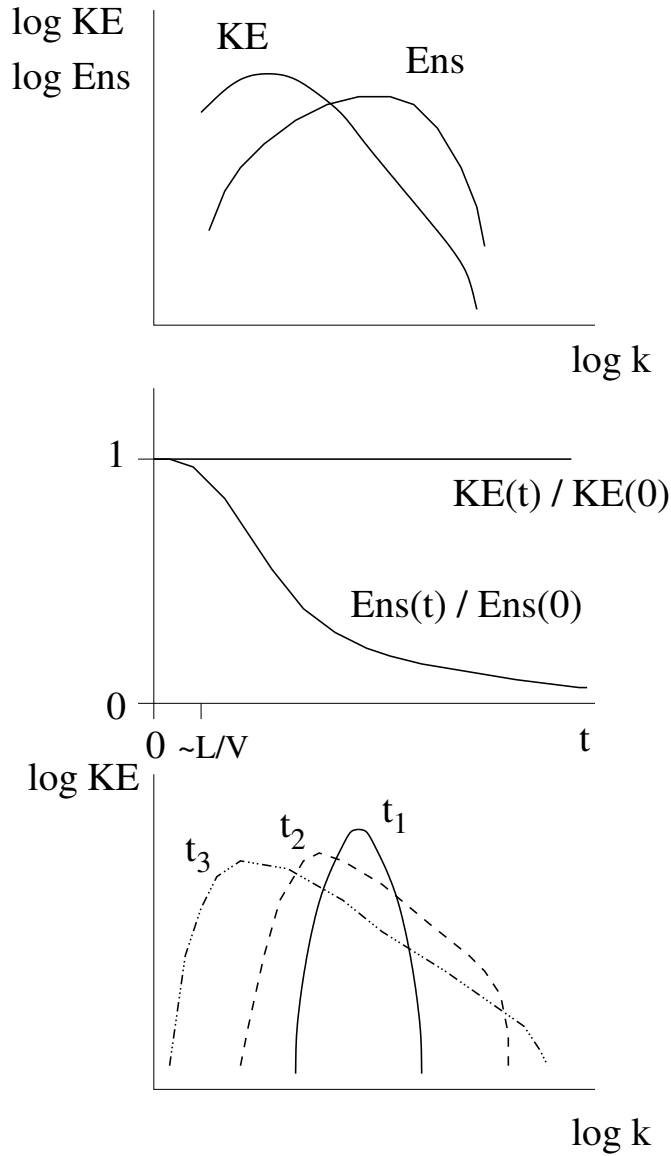 log KE
log Ens
KE
Ens
log k
1
KE(t) / KE(0)
Ens(t) / Ens(0)
0
0 ~L/V
t
log KE
t1
t2
t3
log k